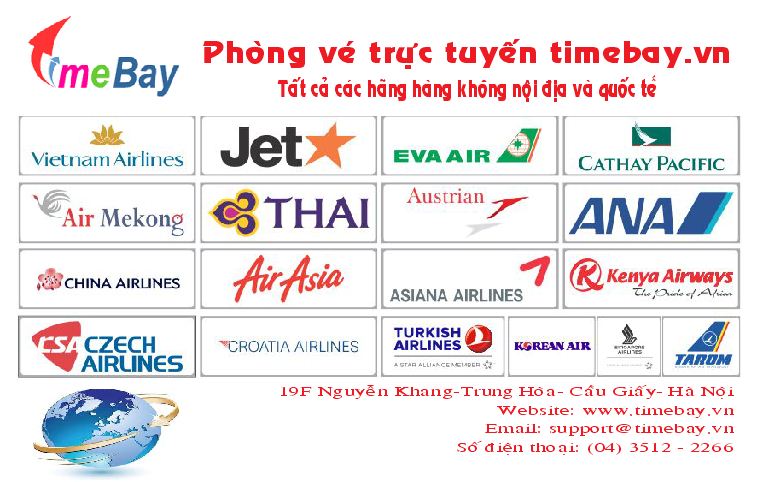 timeBay
Phòng vé trực tuyến timebay.vn
Tất cả các hãng hàng không nội địa và quốc tế
Vietnam Airlines
Jet
EVA AIR
CATHAY PACIFIC
Air Mekong
THAI
Austrian
ANA
CHINA AIRLINES
AirAsia
ASIANA AIRLINES
Kenya Airways
The Pride of Africa
CSA CZECH
AIRLINES
CROATIA AIRLINES
TURKISH
AIRLINES
A STAR ALLIANCE MEMBER
KOREAN AIR
SINGAPORE
AIRLINES
TAROM
19F Nguyễn Khang-Trung Hòa- Cầu Giấy- Hà Nội
Website: www.timebay.vn
Email: support@timebay.vn
Số điện thoại: (04) 3512 - 2266